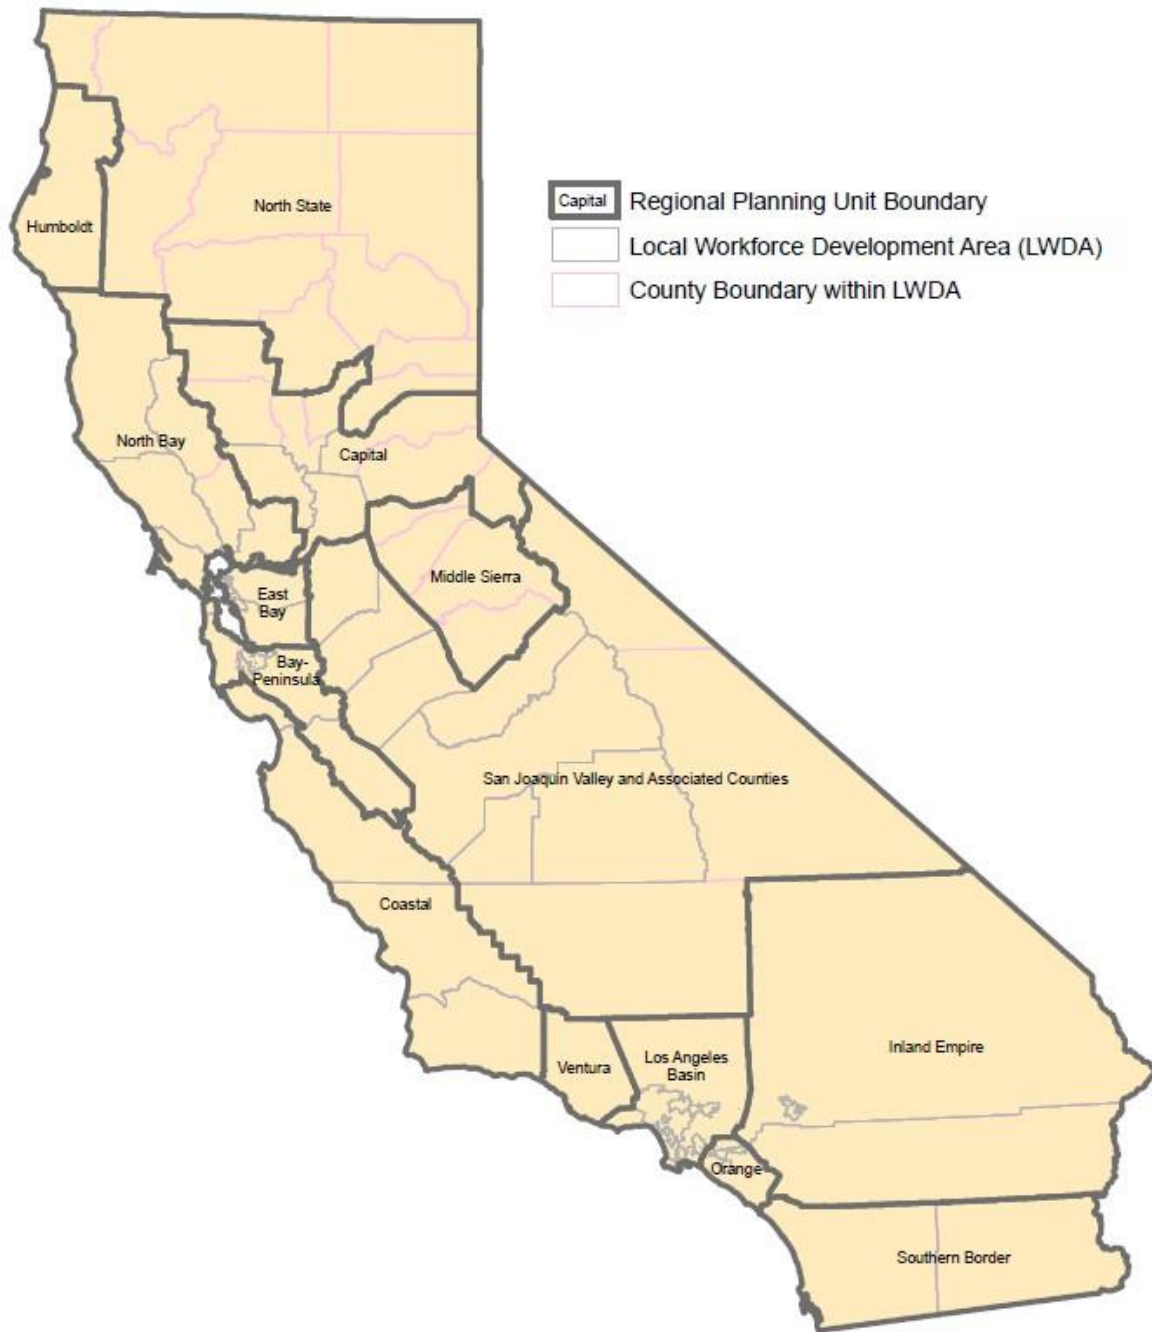 North State
Humboldt
Capital Regional Planning Unit Boundary
Local Workforce Development Area (LWDA)
County Boundary within LWDA
North Bay
Capital
Middle Sierra
East
Bay
Bay-
Peninsula
San Joaquin Valley and Associated Counties
Coastal
Inland Empire
Los Angeles
Basin
Ventura
Orange
Southern Border